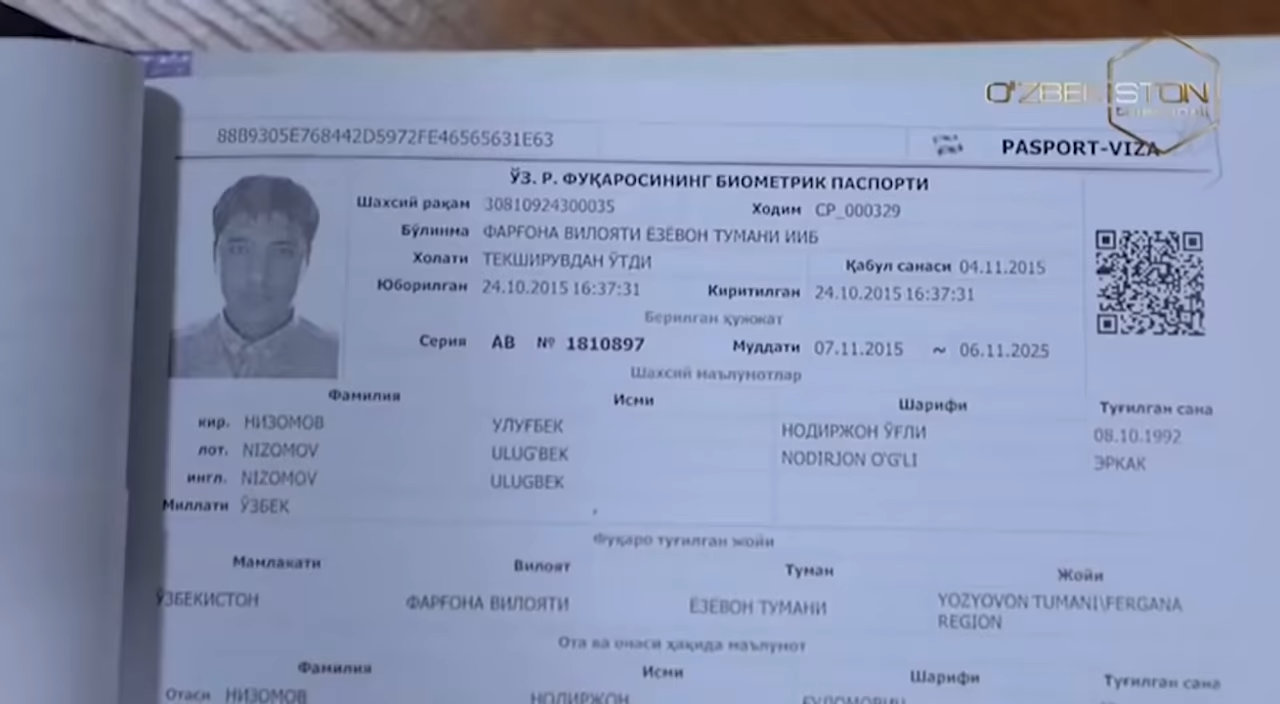 O'ZBEKISTON
88B9305E768442D5972FE46565631E63 PASPORT-VIZA
ЎЗ. Р. ФУҚАРОСИНИНГ БИОМЕТРИК ПАСПОРТИ
Шахсий рақам 30810924300035 Ходим СР_000329
Бўлинма ФАРҒОНА ВИЛОЯТИ ЁЗЁВОН ТУМАНИ ИИБ
Холати ТЕКШИРУВДАН ЎТДИ Қабул санаси 04.11.2015
Юборилган 24.10.2015 16:37:31 Киритилган 24.10.2015 16:37:31
Берилган ҳужжат
Серия АВ № 1810897 Муддати 07.11.2015 ~ 06.11.2025
Шахсий маълумотлар
Фамилия Исми Шарифи Туғилган сана
кир. НИЗОМОВ УЛУҒБЕК НОДИРЖОН ЎҒЛИ 08.10.1992
лот. NIZOMOV ULUG'BEK NODIRJON O'G'LI ЭРКАК
ингл. NIZOMOV ULUGBEK
Миллати ЎЗБЕК
Фуқаро туғилган жойи
Мамлакати Вилоят Туман Жойи
ЎЗБЕКИСТОН ФАРҒОНА ВИЛОЯТИ ЁЗЁВОН ТУМАНИ YOZYOVON TUMANI\FERGANA
REGION
Ота ва онаси ҳақида маълумот
Фамилия Исми Шарифи Туғилган сана
Отаси НИЗОМОВ НОДИРЖОН